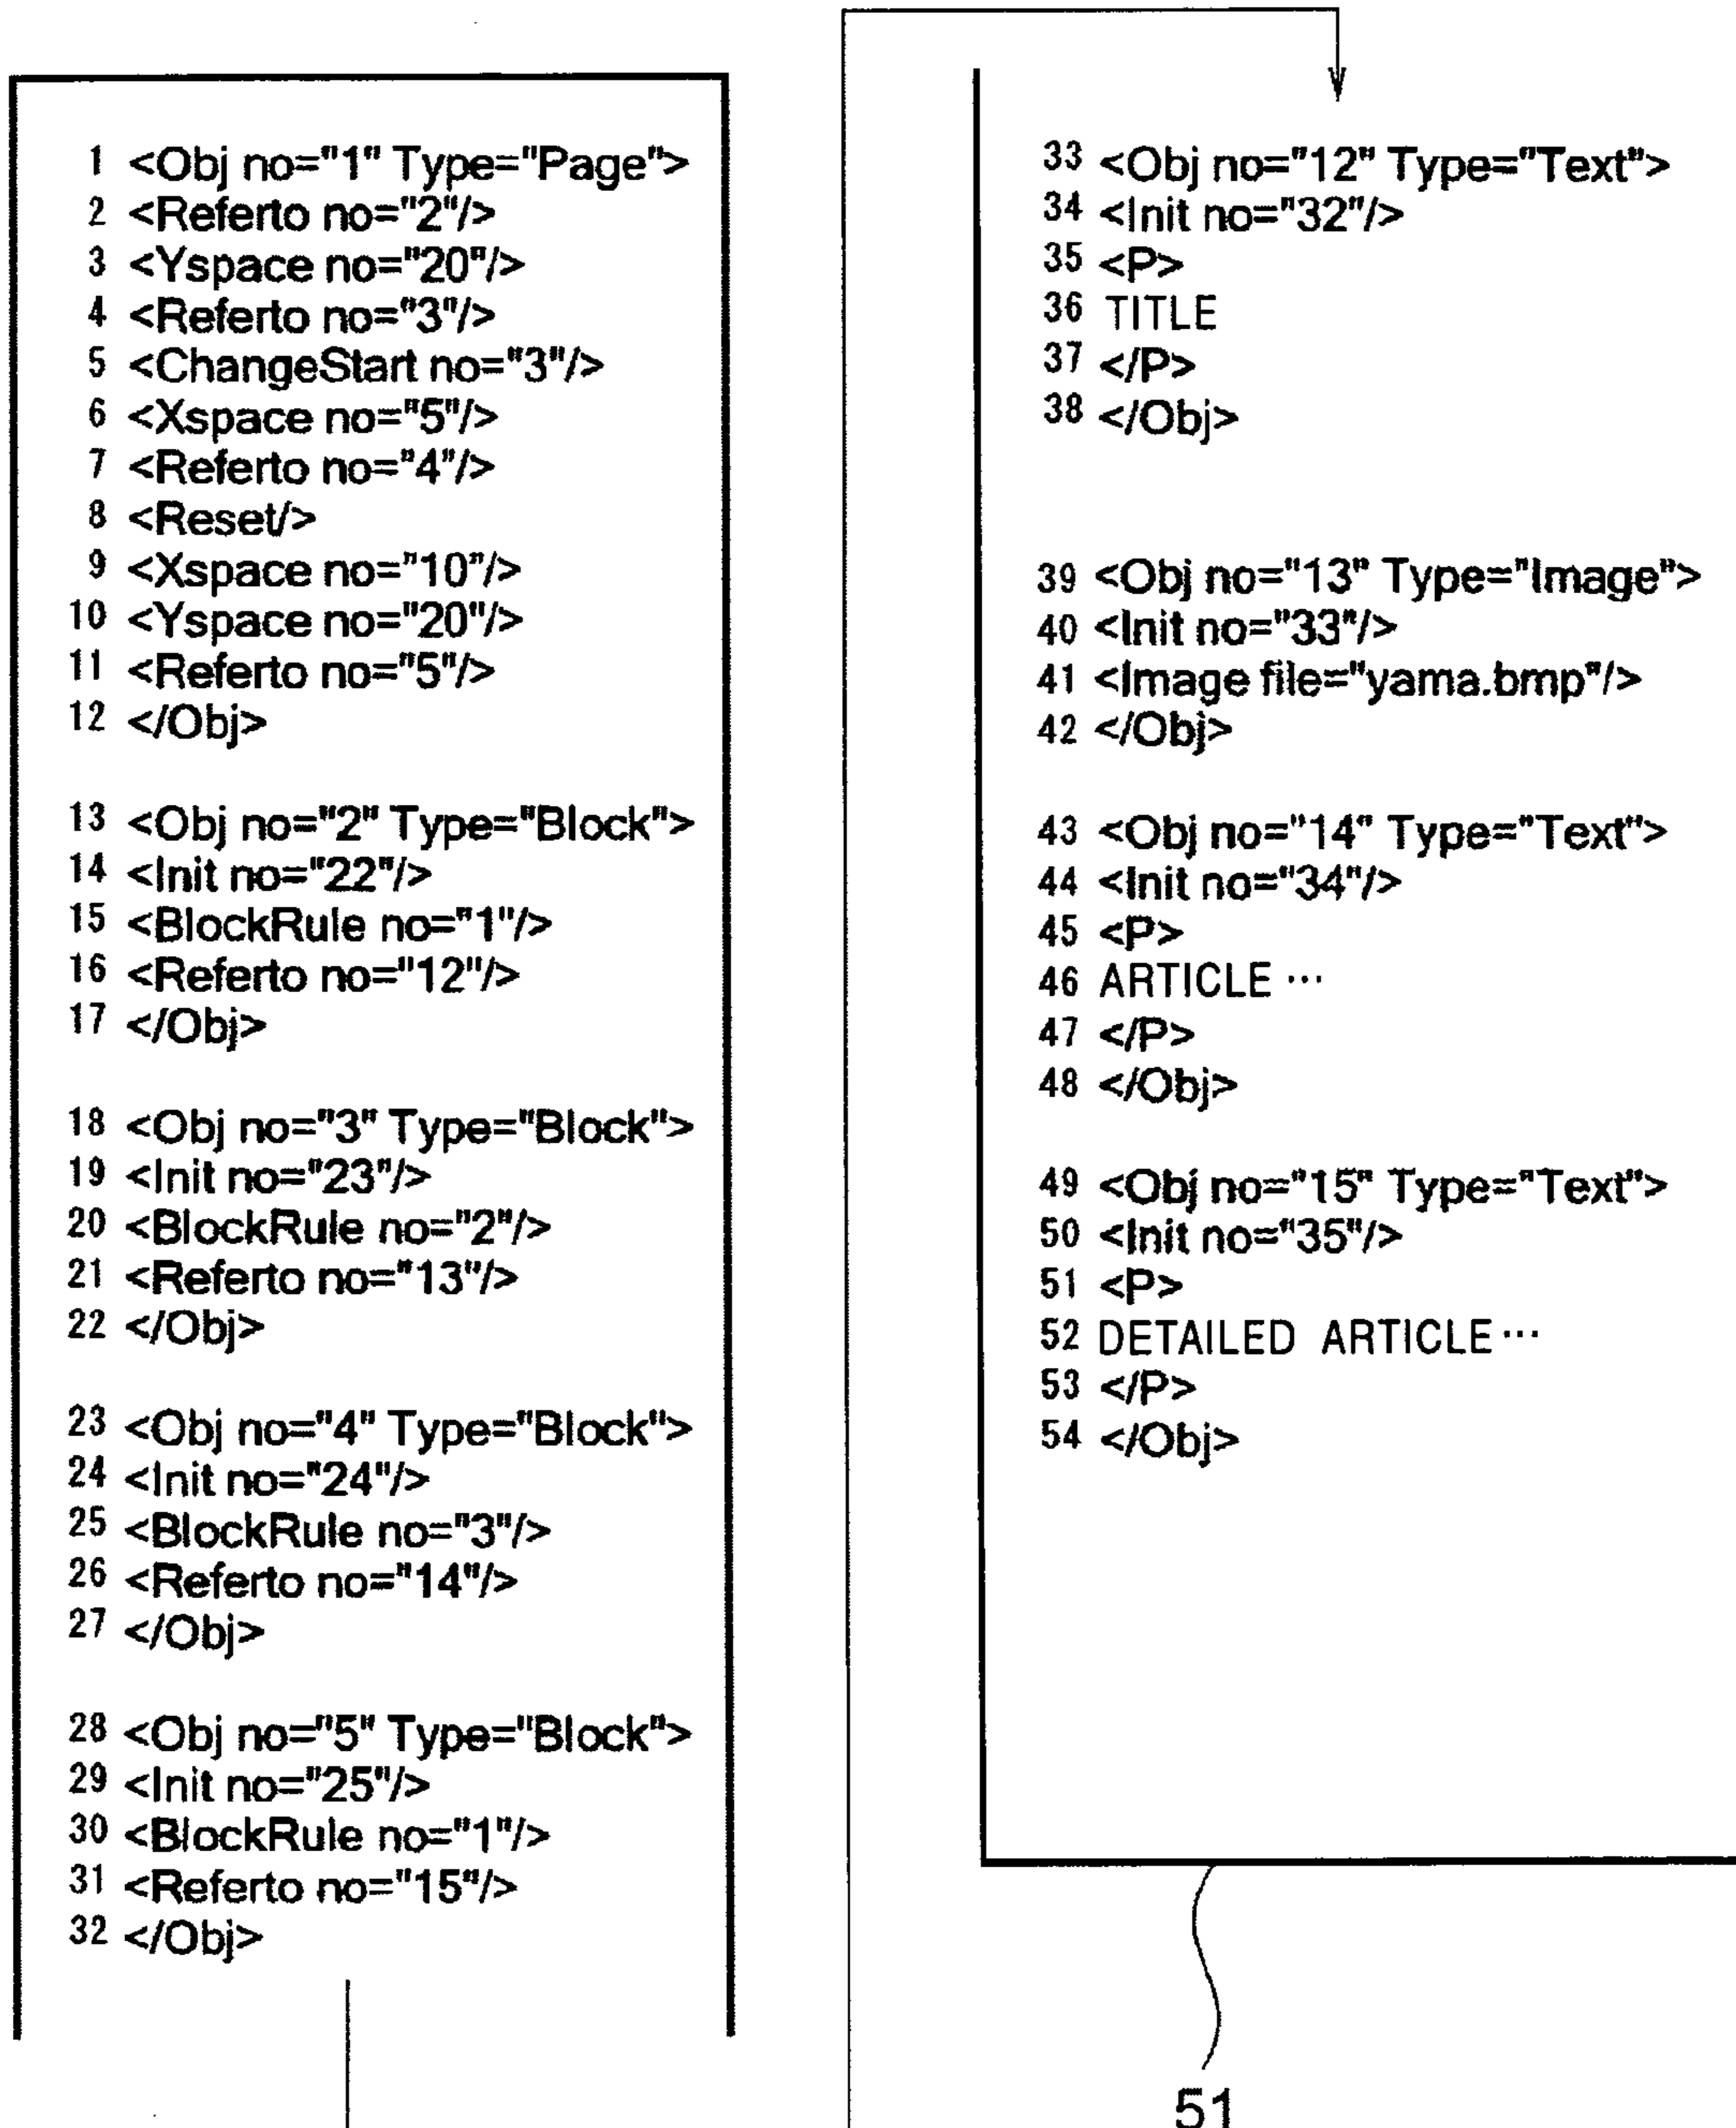 1 <Obj no="1" Type="Page">
2 <Referto no="2"/>
3 <Yspace no="20"/>
4 <Referto no="3"/>
5 <ChangeStart no="3"/>
6 <Xspace no="5"/>
7 <Referto no="4"/>
8 <Reset/>
9 <Xspace no="10"/>
10 <Yspace no="20"/>
11 <Referto no="5"/>
12 </Obj>
13 <Obj no="2" Type="Block">
14 <Init no="22"/>
15 <BlockRule no="1"/>
16 <Referto no="12"/>
17 </Obj>
18 <Obj no="3" Type="Block">
19 <Init no="23"/>
20 <BlockRule no="2"/>
21 <Referto no="13"/>
22 </Obj>
23 <Obj no="4" Type="Block">
24 <Init no="24"/>
25 <BlockRule no="3"/>
26 <Referto no="14"/>
27 </Obj>
28 <Obj no="5" Type="Block">
29 <Init no="25"/>
30 <BlockRule no="1"/>
31 <Referto no="15"/>
32 </Obj>
33 <Obj no="12" Type="Text">
34 <Init no="32"/>
35 <P>
36 TITLE
37 </P>
38 </Obj>
39 <Obj no="13" Type="Image">
40 <Init no="33"/>
41 <Image file="yama.bmp"/>
42 </Obj>
43 <Obj no="14" Type="Text">
44 <Init no="34"/>
45 <P>
46 ARTICLE ···
47 </P>
48 </Obj>
49 <Obj no="15" Type="Text">
50 <Init no="35"/>
51 <P>
52 DETAILED ARTICLE ···
53 </P>
54 </Obj>
51